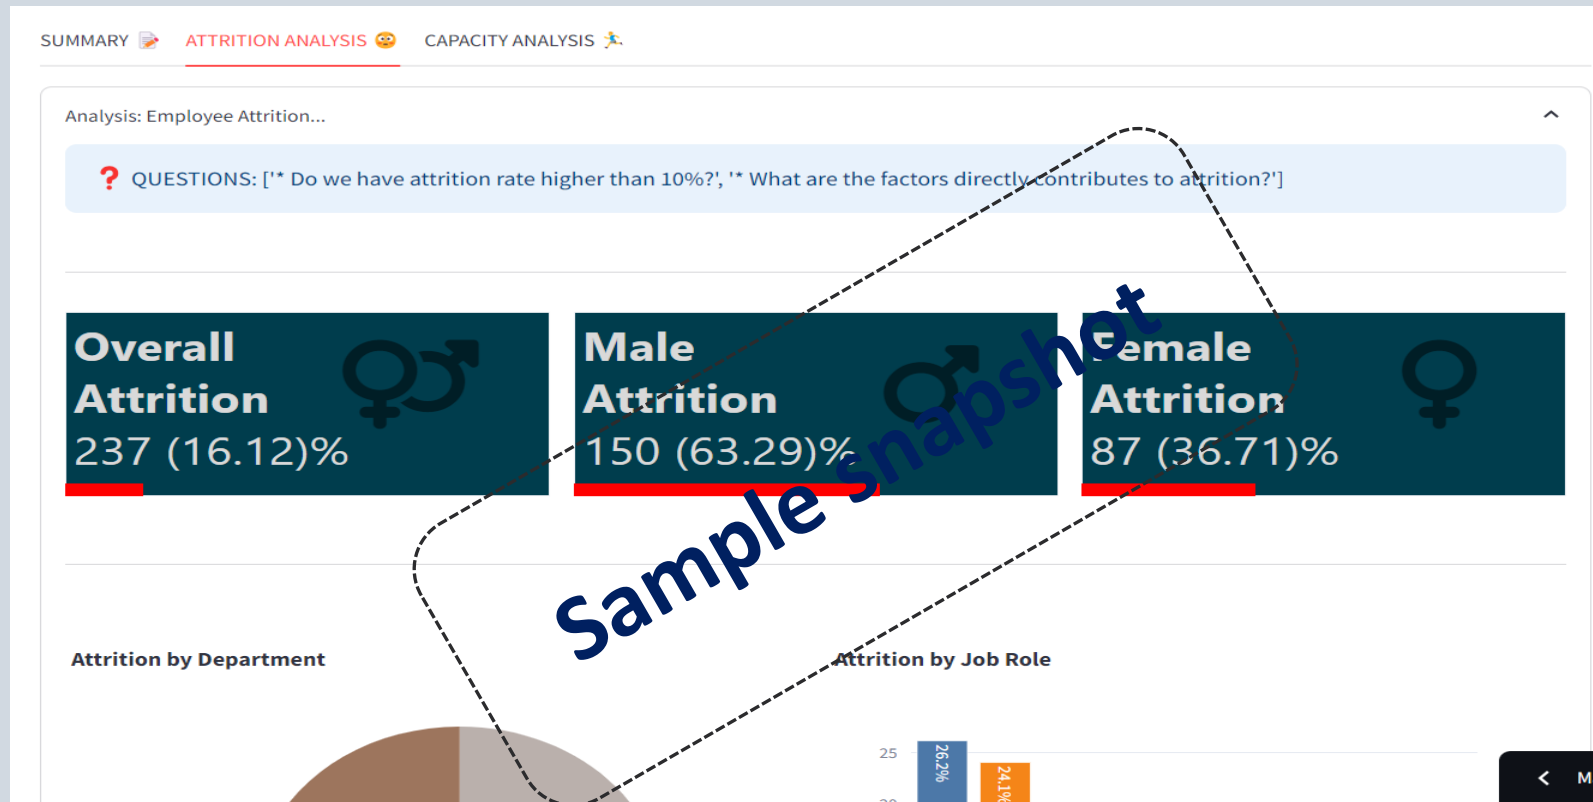 SUMMARY 📝 ATTRITION ANALYSIS 😳 CAPACITY ANALYSIS 🏃
Analysis: Employee Attrition...
❓ QUESTIONS: ['* Do we have attrition rate higher than 10%?', '* What are the factors directly contributes to attrition?']
Overall
Attrition
237 (16.12)%
Male
Attrition
150 (63.29)%
Female
Attrition
87 (36.71)%
Sample snapshot
Attrition by Department
Attrition by Job Role
25
26.2%
24.1%